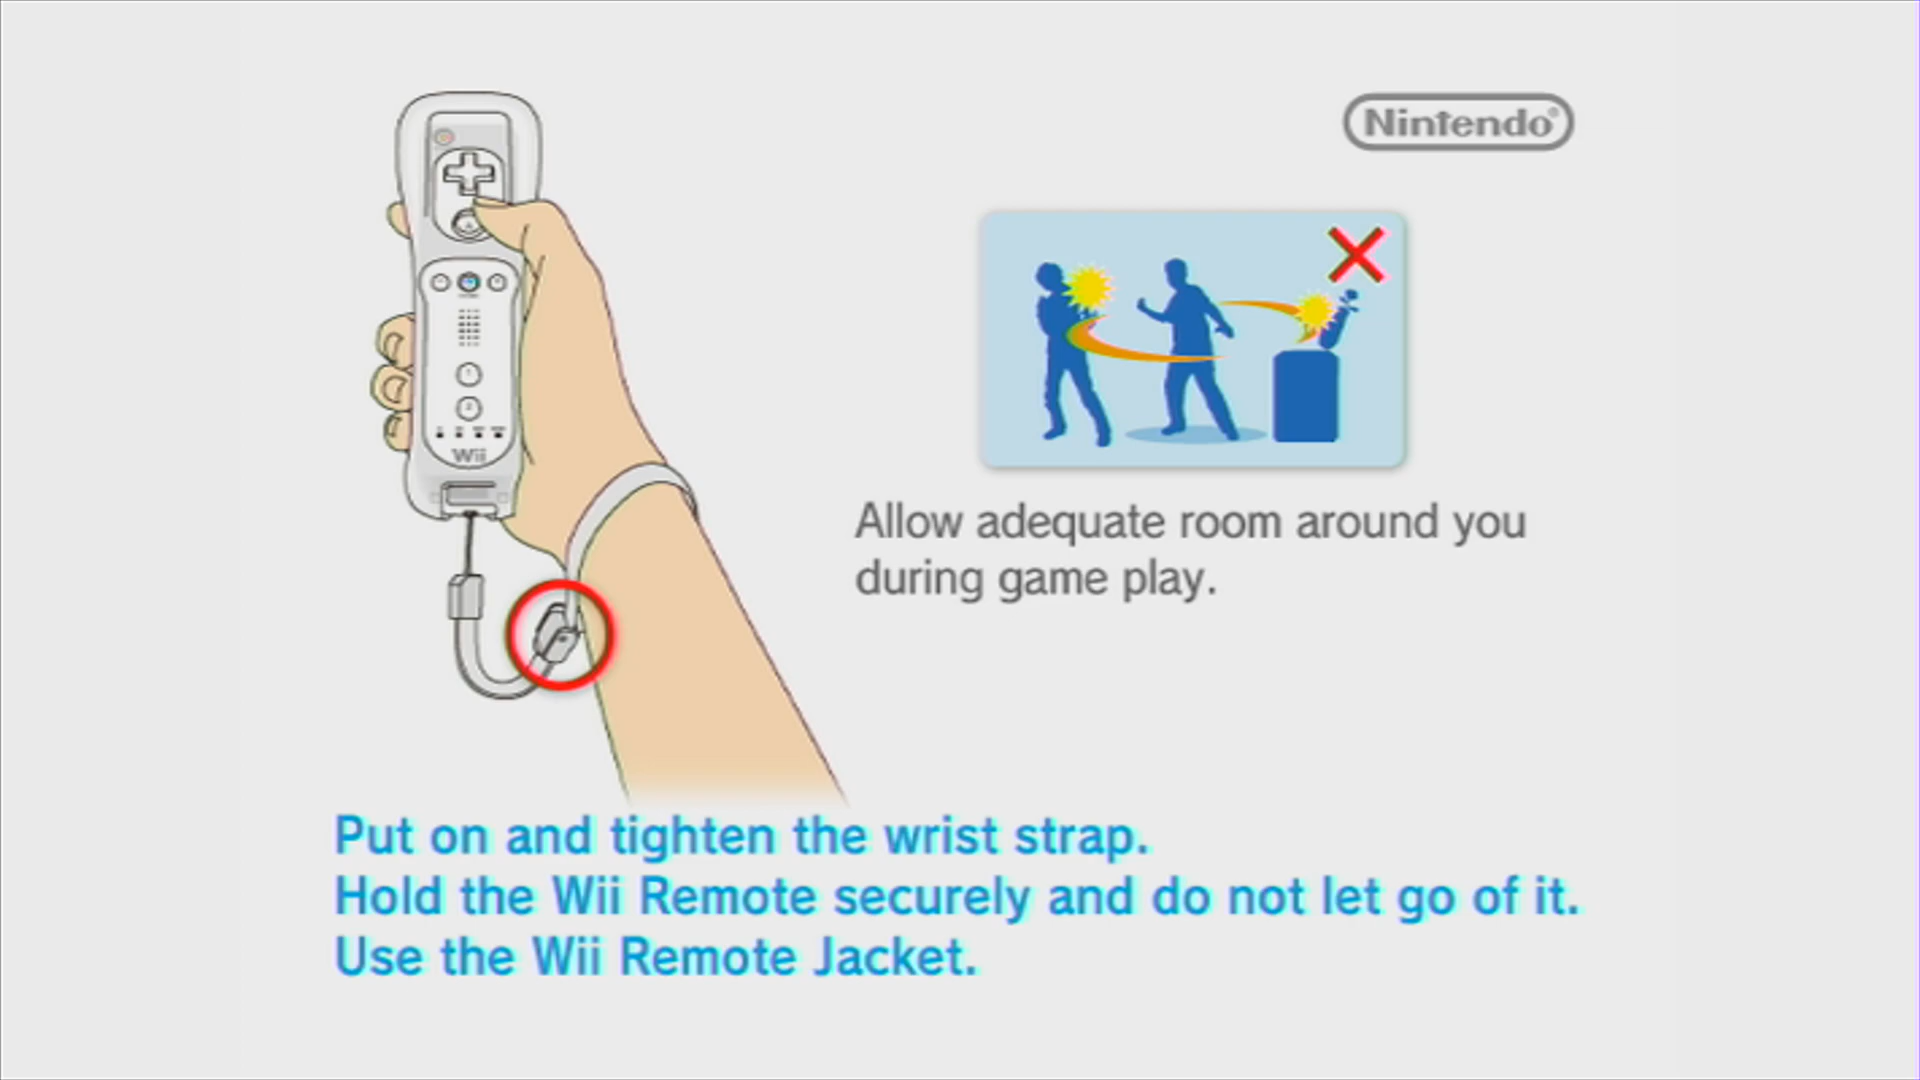 Nintendo®
Wii
Allow adequate room around you
during game play.
Put on and tighten the wrist strap.
Hold the Wii Remote securely and do not let go of it.
Use the Wii Remote Jacket.